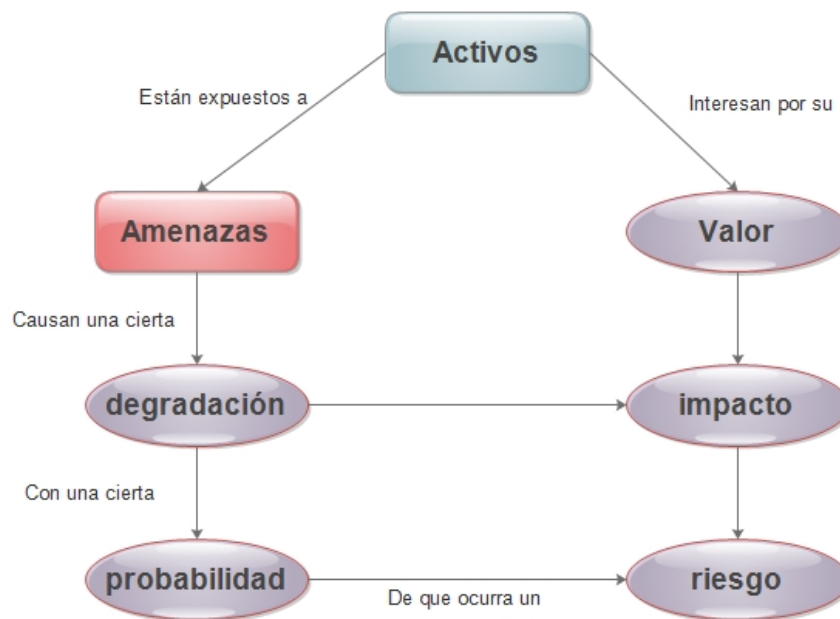 Activos
Están expuestos a
Interesan por su
Amenazas
Valor
Causan una cierta
degradación
impacto
Con una cierta
probabilidad
De que ocurra un
riesgo